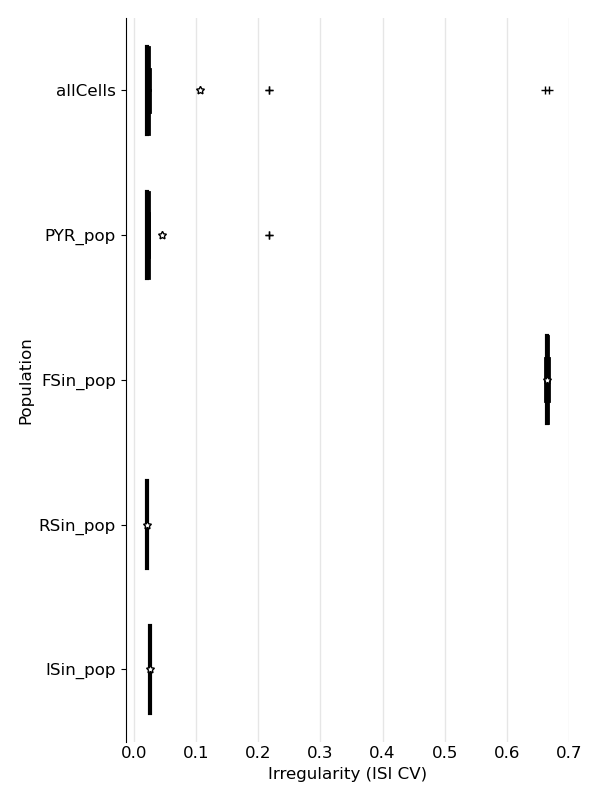 allCells
PYR_pop
FSin_pop
RSin_pop
ISin_pop
Population
0.0 0.1 0.2 0.3 0.4 0.5 0.6 0.7
Irregularity (ISI CV)